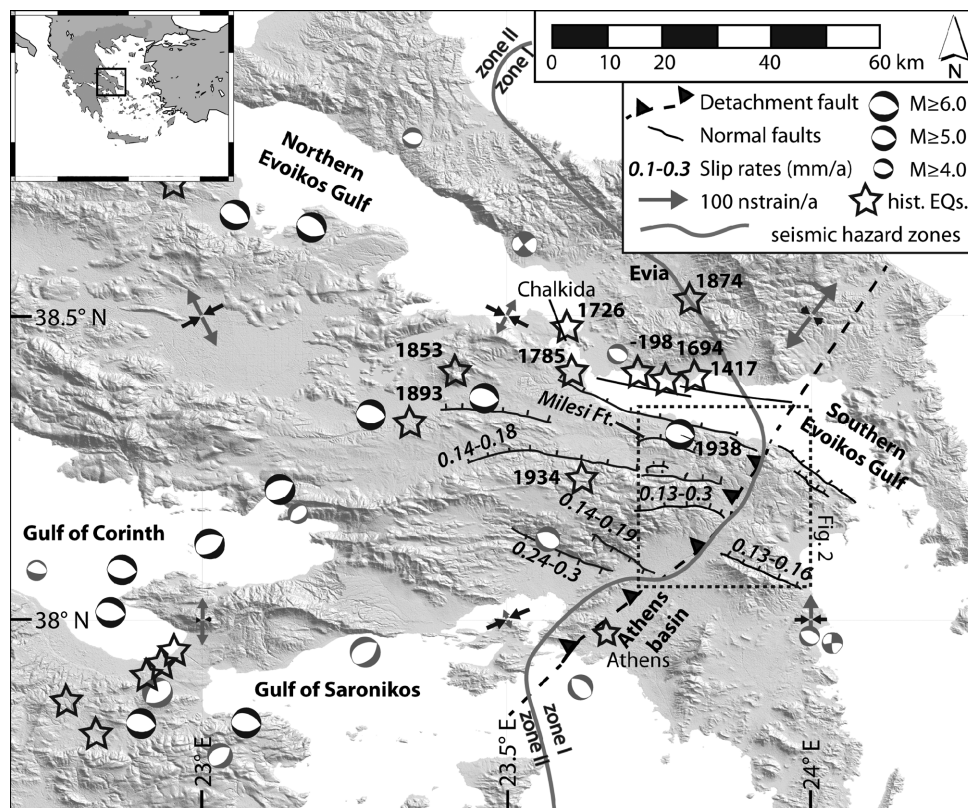 0
20
40
60 km
N
Detachment fault
M≥6.0
Normal faults
M≥5.0
0.1-0.3 Slip rates (mm/a)
M≥4.0
100 nstrain/a
hist. EQs.
seismic hazard zones
zone II
zone I
Northern
Evoikos Gulf
Evia
1874
Chalkida
1726
38.5° N
1853
1785
-198
1694
1417
1893
Milesi Ft.
Southern
Evoikos Gulf
1938
0.14-0.18
1934
0.13-0.3
0.14-0.19
Fig. 2
Gulf of Corinth
0.24-0.3
0.13-0.16
38° N
Athens
basin
Athens
Gulf of Saronikos
zone I
zone II
23° E
23.5° E
24° E